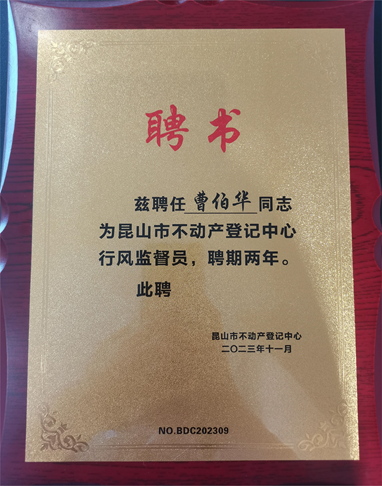 聘书
兹聘任曹伯华同志
为昆山市不动产登记中心
行风监督员，聘期两年。
此聘
昆山市不动产登记中心
二〇二三年十一月
NO.BDC202309